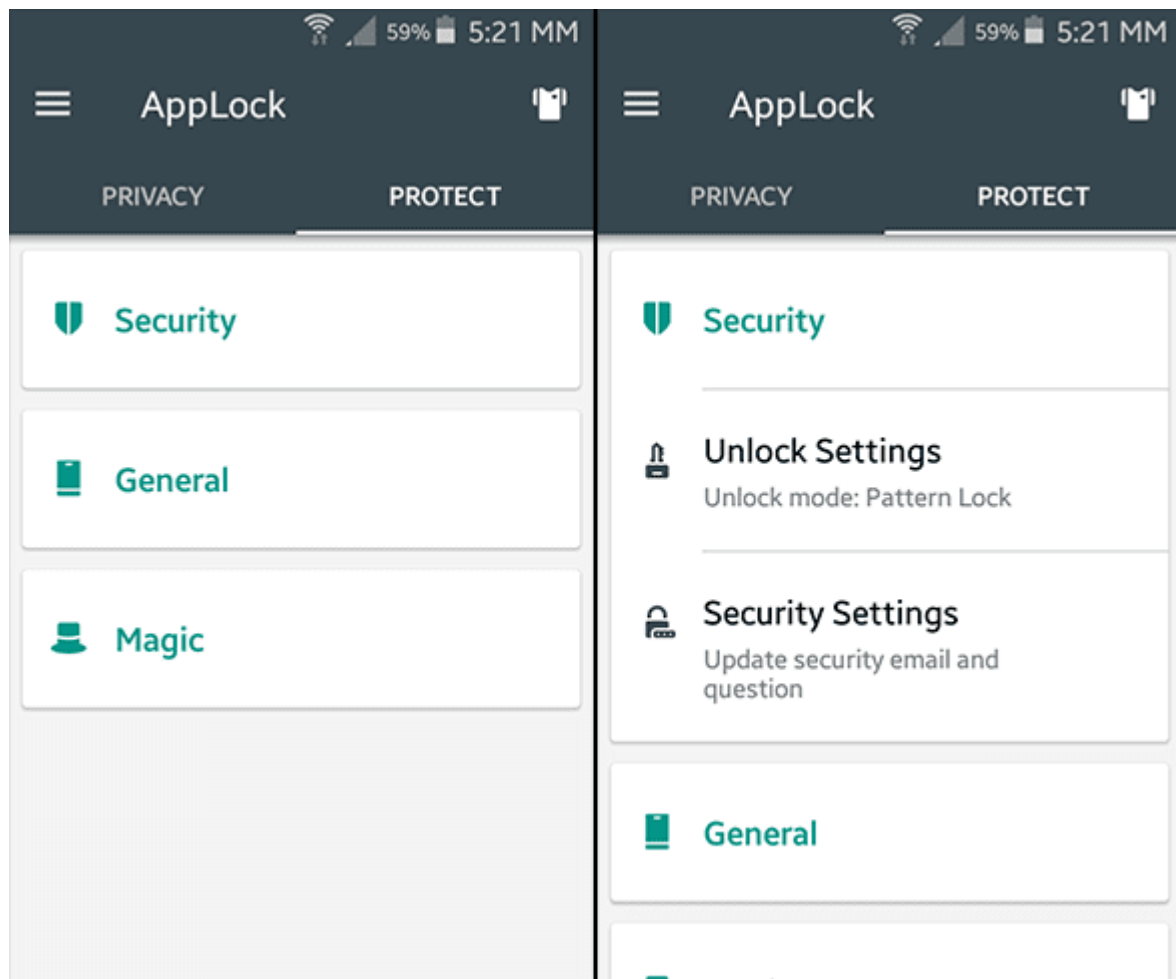 59% 5:21 MM
AppLock
PRIVACY PROTECT
Security
General
Magic
59% 5:21 MM
AppLock
PRIVACY PROTECT
Security
Unlock Settings
Unlock mode: Pattern Lock
Security Settings
Update security email and
question
General